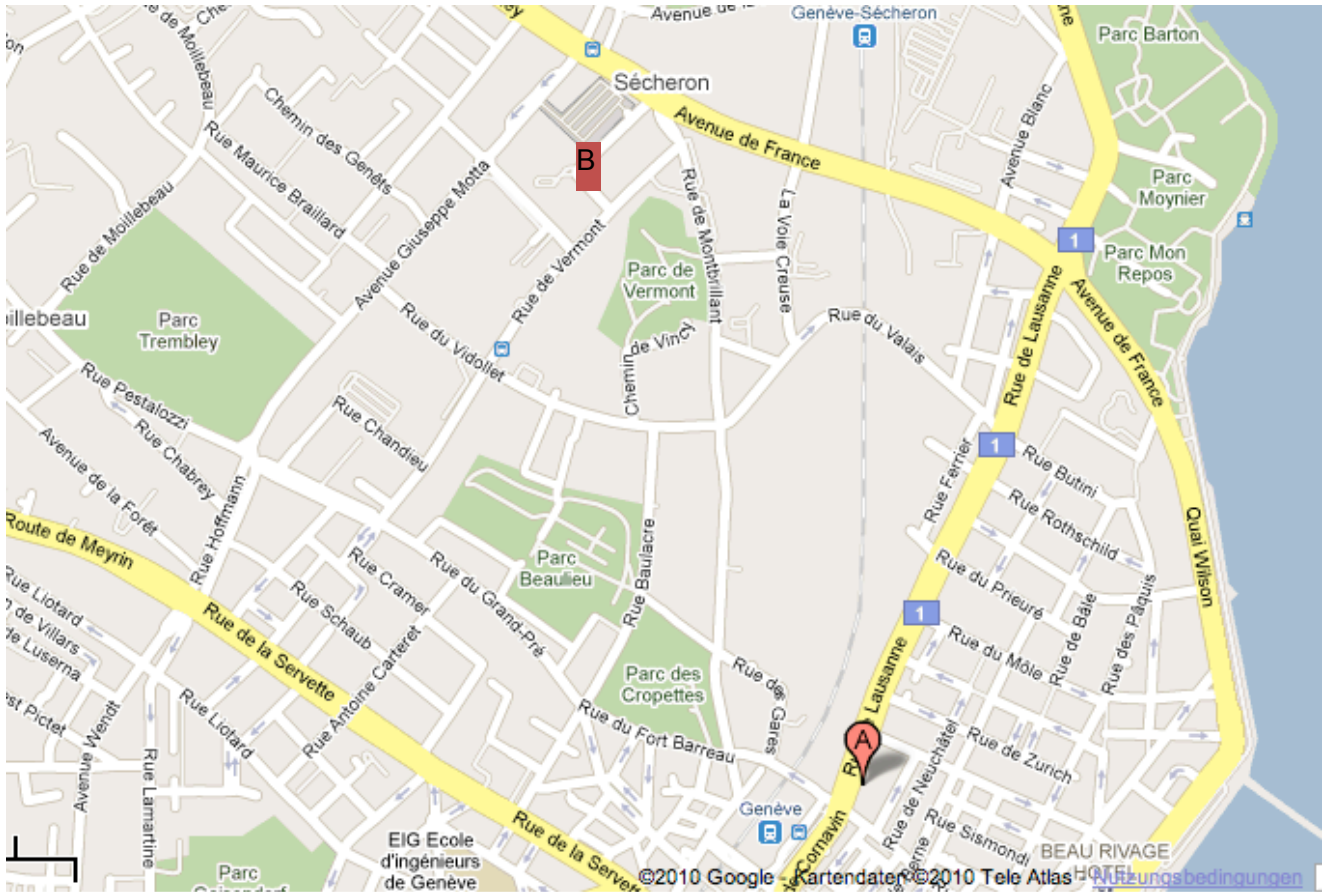 Avenue de
Genève-Sécheron
Parc Barton
Rue de Moillebeau
Sécheron
Chemin des Genêts
Avenue de France
Avenue Blanc
Rue Maurice Braillard
B
Parc
Moynier
Avenue Giuseppe Motta
Rue de Montbrillant
La Voie Creuse
Rue de Moillebeau
Rue de Vermont
1
Parc de
Vermont
Parc Mon
Repos
illebeau
Parc
Trembley
Rue du Vidollet
Rue du Valais
Rue de Lausanne
Avenue de France
Chemin de Vincy
Rue Pestalozzi
Rue Chandieu
Rue Chabrey
1
Avenue de la Forêt
Rue Ferrier
Rue Butini
Rue Hoffmann
Rue Rothschild
Route de Meyrin
Quai Wilson
Parc
Beaulieu
Rue Baulacre
Rue du Grand-Pré
Rue Cramer
Rue du Prieuré
Rue Liotard
Rue Schaub
Rue de Bâle
Rue des Pâquis
n de Villars
de Luserna
Rue de la Servette
1
Rue Antoine Carteret
Rue du Môle
Parc des
Cropettes
Rue des Gares
Lausanne
est Pictet
Rue Liotard
Rue du Fort Barreau
Avenue Wendt
Rue Lamartine
A
Rue de Neuchâtel
Rue de Zurich
Genève
Rue de la Servette
EIG Ecole
d'ingénieurs
de Genève
de Cornavin
Rue Sismondi
BEAU RIVAGE
HOTEL
Parc
©2010 Google - Kartendaten ©2010 Tele Atlas - Nutzungsbedingungen